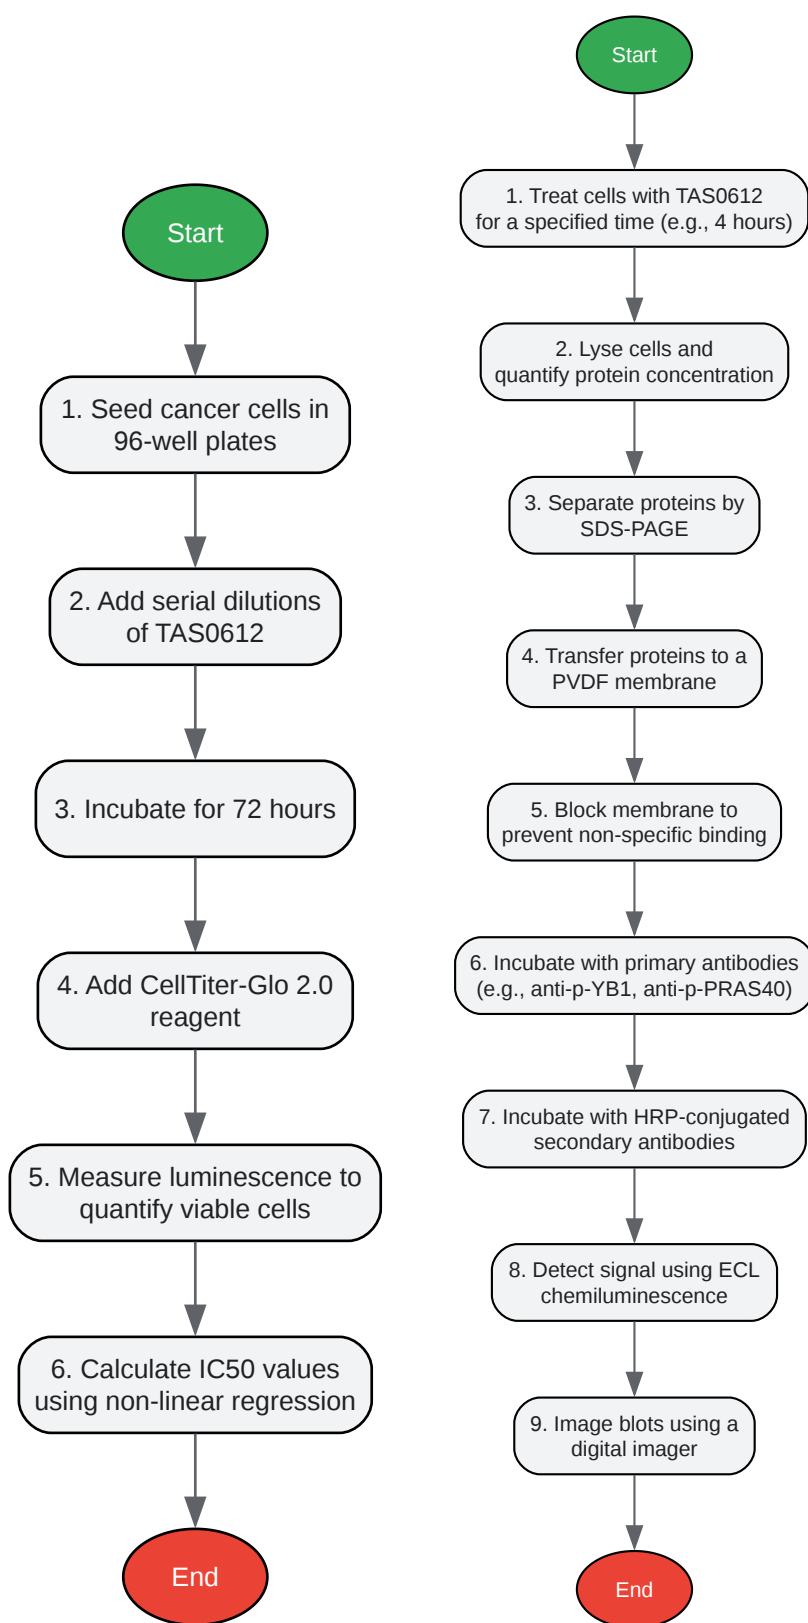 Start
1. Seed cancer cells in
96-well plates
2. Add serial dilutions
of TAS0612
3. Incubate for 72 hours
4. Add CellTiter-Glo 2.0
reagent
5. Measure luminescence to
quantify viable cells
6. Calculate IC50 values
using non-linear regression
End
Start
1. Treat cells with TAS0612
for a specified time (e.g., 4 hours)
2. Lyse cells and
quantify protein concentration
3. Separate proteins by
SDS-PAGE
4. Transfer proteins to a
PVDF membrane
5. Block membrane to
prevent non-specific binding
6. Incubate with primary antibodies
(e.g., anti-p-YB1, anti-p-PRAS40)
7. Incubate with HRP-conjugated
secondary antibodies
8. Detect signal using ECL
chemiluminescence
9. Image blots using a
digital imager
End